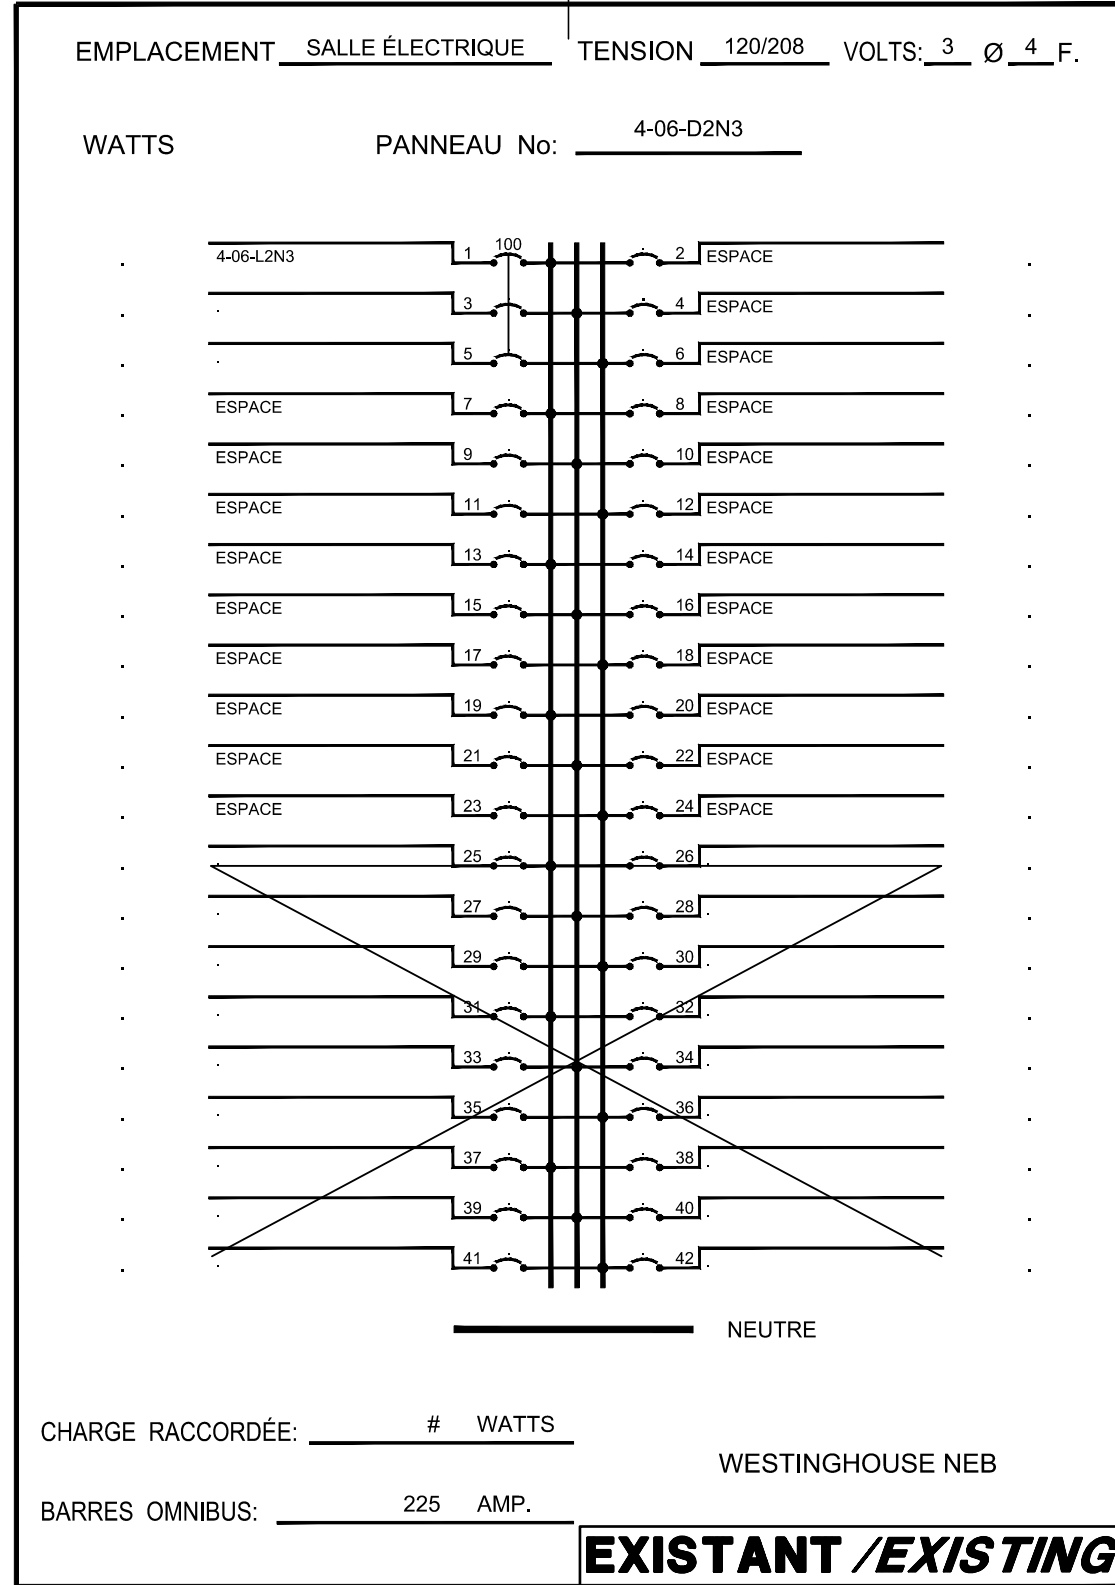 EMPLACEMENT SALLE ÉLECTRIQUE TENSION 120/208 VOLTS: 3 Ø 4 F.
WATTS PANNEAU No: 4-06-D2N3
4-06-L2N3 1 100 2 ESPACE
3 4 ESPACE
5 6 ESPACE
ESPACE 7 8 ESPACE
ESPACE 9 10 ESPACE
ESPACE 11 12 ESPACE
ESPACE 13 14 ESPACE
ESPACE 15 16 ESPACE
ESPACE 17 18 ESPACE
ESPACE 19 20 ESPACE
ESPACE 21 22 ESPACE
ESPACE 23 24 ESPACE
25 26
27 28
29 30
31 32
33 34
35 36
37 38
39 40
41 42
NEUTRE
CHARGE RACCORDÉE: # WATTS
WESTINGHOUSE NEB
BARRES OMNIBUS: 225 AMP.
EXISTANT /EXISTING